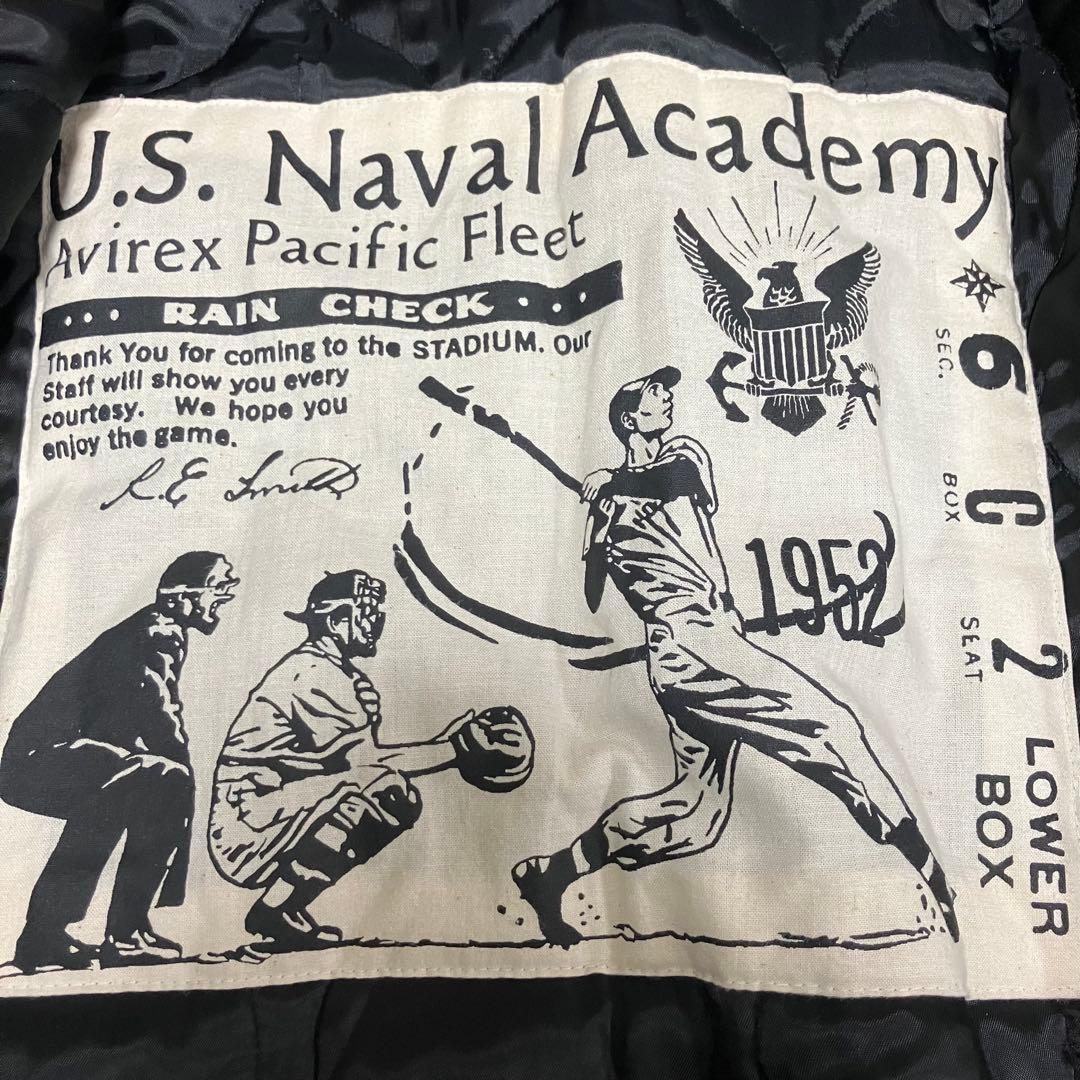 U.S. Naval Academy
Avirex Pacific Fleet
... RAIN CHECK ...
Thank You for coming to the STADIUM. Our
Staff will show you every
courtesy. We hope you
enjoy the game.
R.E Smith
1952
6 SEC.
C BOX
2 SEAT
LOWER
BOX